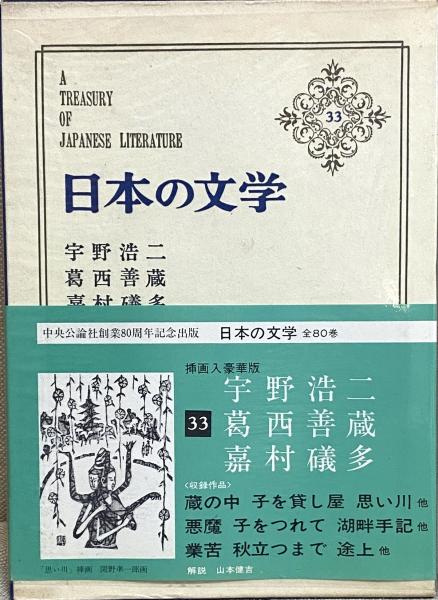 A
TREASURY
OF
JAPANESE LITERATURE
33
日本の文学
宇野浩二
葛西善蔵
嘉村礒多
中央公論社創業80周年記念出版 日本の文学 全80巻
挿画入豪華版
33
宇野浩二
葛西善蔵
嘉村礒多
〈収録作品〉
蔵の中 子を貸し屋 思い川 他
悪魔 子をつれて 湖畔手記 他
業苦 秋立つまで 途上 他
「思い川」挿画 関野凖一郎画
解説 山本健吉